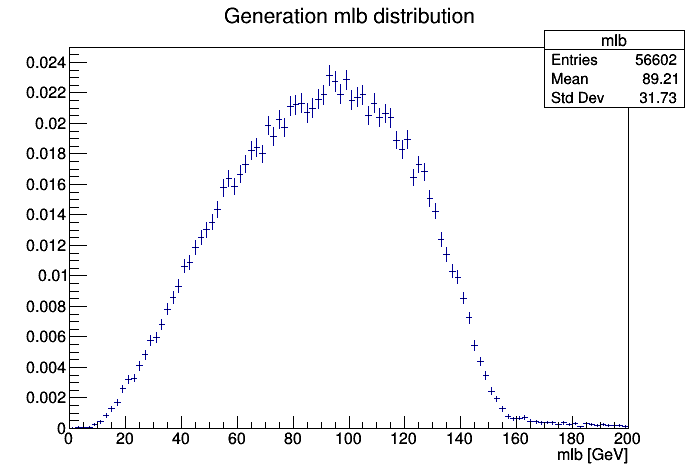 Generation mlb distribution
mlb
Entries 56602
Mean 89.21
Std Dev 31.73
0.024
0.022
0.02
0.018
0.016
0.014
0.012
0.01
0.008
0.006
0.004
0.002
0
0 20 40 60 80 100 120 140 160 180 200
mlb [GeV]